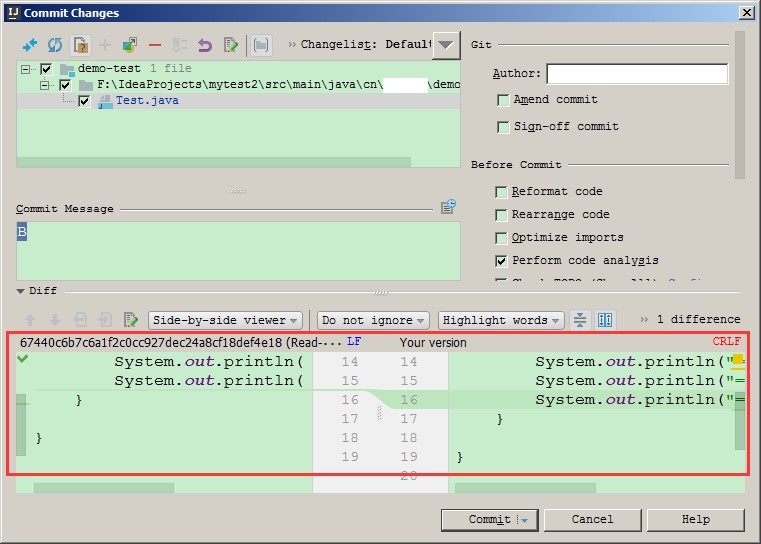 Commit Changes
Changelist: Default
demo-test 1 file
F:\IdeaProjects\mytest2\src\main\java\cn\ \demo
Test.java
Git
Author:
Amend commit
Sign-off commit
Before Commit
Reformat code
Rearrange code
Optimize imports
Perform code analysis
Commit Message
B
Diff
Side-by-side viewer
Do not ignore
Highlight words
» 1 difference
67440c6b7c6a1f2c0cc927dec24a8cf18def4e18 (Read-... LF
Your version CRLF
System.out.println( 14 14 System.out.println("=
System.out.println( 15 15 System.out.println("=
} 16 16 System.out.println("=
17 17 }
} 18 18
19 19 }
20
Commit
Cancel
Help